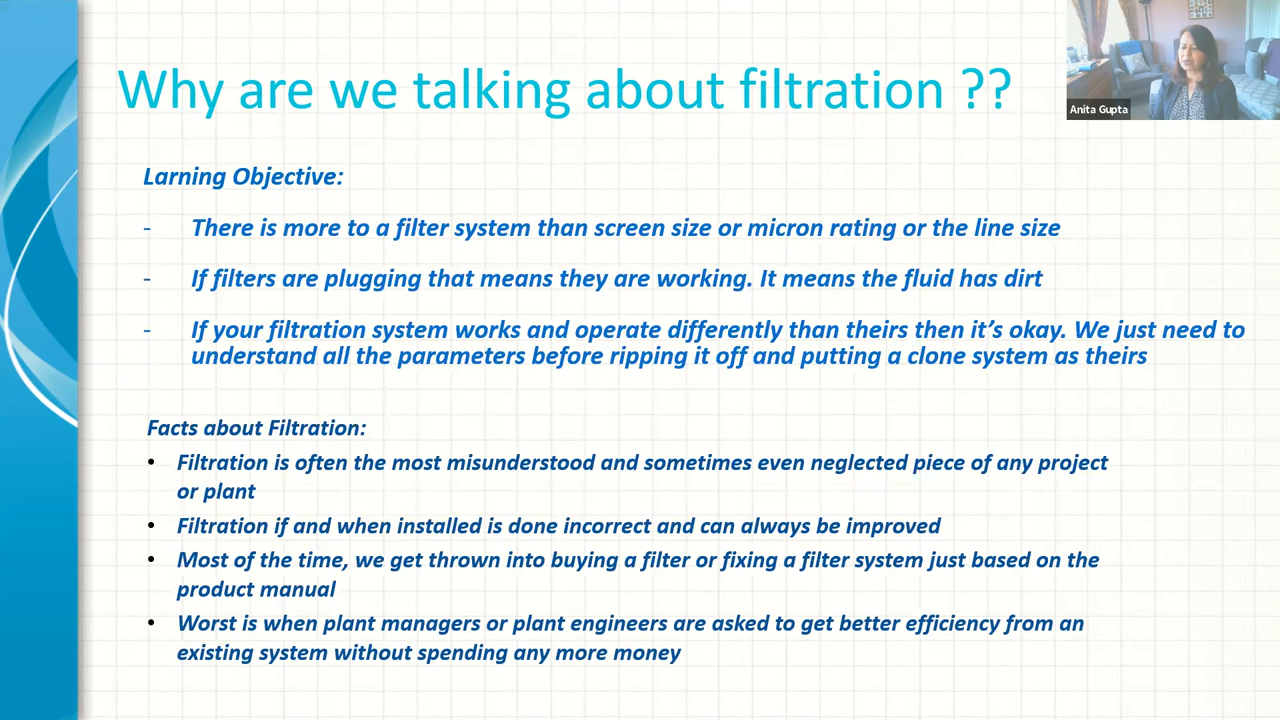 Why are we talking about filtration ??
Anita Gupta
Larning Objective:
- There is more to a filter system than screen size or micron rating or the line size
- If filters are plugging that means they are working. It means the fluid has dirt
- If your filtration system works and operate differently than theirs then it’s okay. We just need to
understand all the parameters before ripping it off and putting a clone system as theirs
Facts about Filtration:
• Filtration is often the most misunderstood and sometimes even neglected piece of any project
or plant
• Filtration if and when installed is done incorrect and can always be improved
• Most of the time, we get thrown into buying a filter or fixing a filter system just based on the
product manual
• Worst is when plant managers or plant engineers are asked to get better efficiency from an
existing system without spending any more money